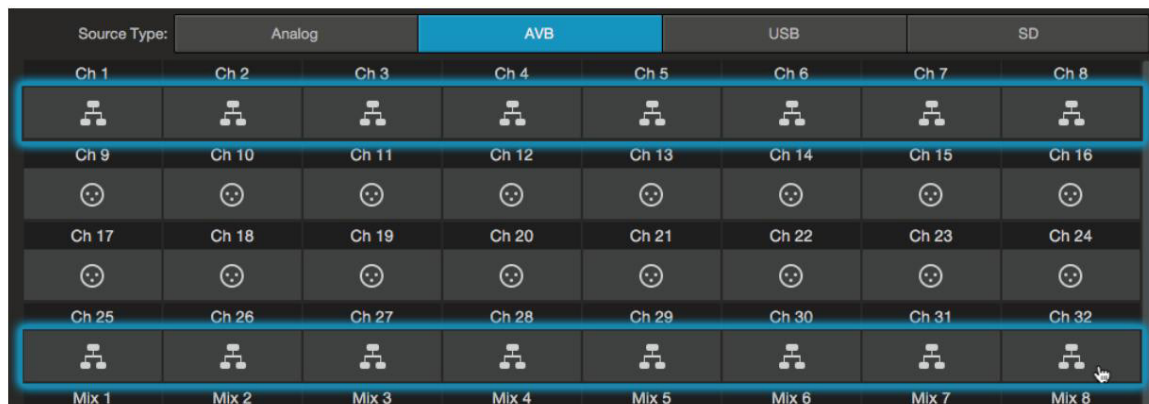 Source Type: Analog AVB USB SD
Ch 1 Ch 2 Ch 3 Ch 4 Ch 5 Ch 6 Ch 7 Ch 8
Ch 9 Ch 10 Ch 11 Ch 12 Ch 13 Ch 14 Ch 15 Ch 16
Ch 17 Ch 18 Ch 19 Ch 20 Ch 21 Ch 22 Ch 23 Ch 24
Ch 25 Ch 26 Ch 27 Ch 28 Ch 29 Ch 30 Ch 31 Ch 32
Mix 1 Mix 2 Mix 3 Mix 4 Mix 5 Mix 6 Mix 7 Mix 8